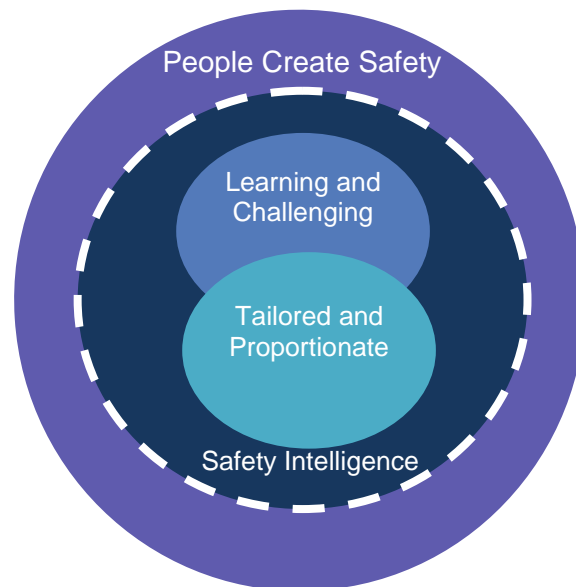 People Create Safety
Learning and
Challenging
Tailored and
Proportionate
Safety Intelligence